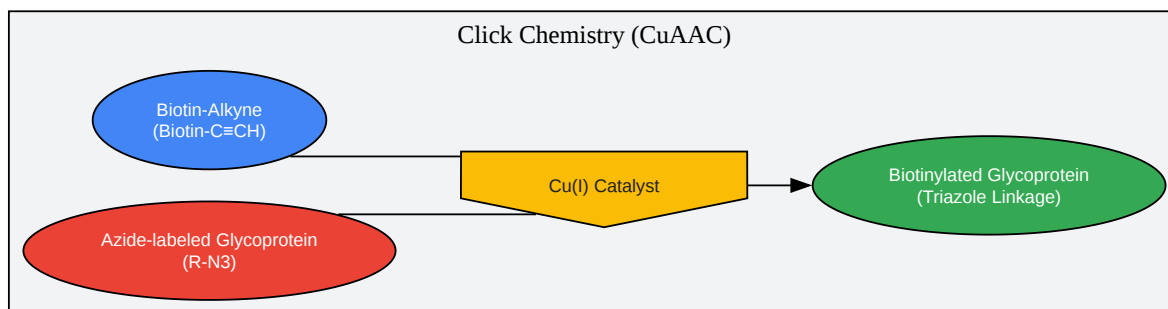 Click Chemistry (CuAAC)
Biotin-Alkyne
(Biotin-C≡CH)
Cu(I) Catalyst
Biotinylated Glycoprotein
(Triazole Linkage)
Azide-labeled Glycoprotein
(R-N3)